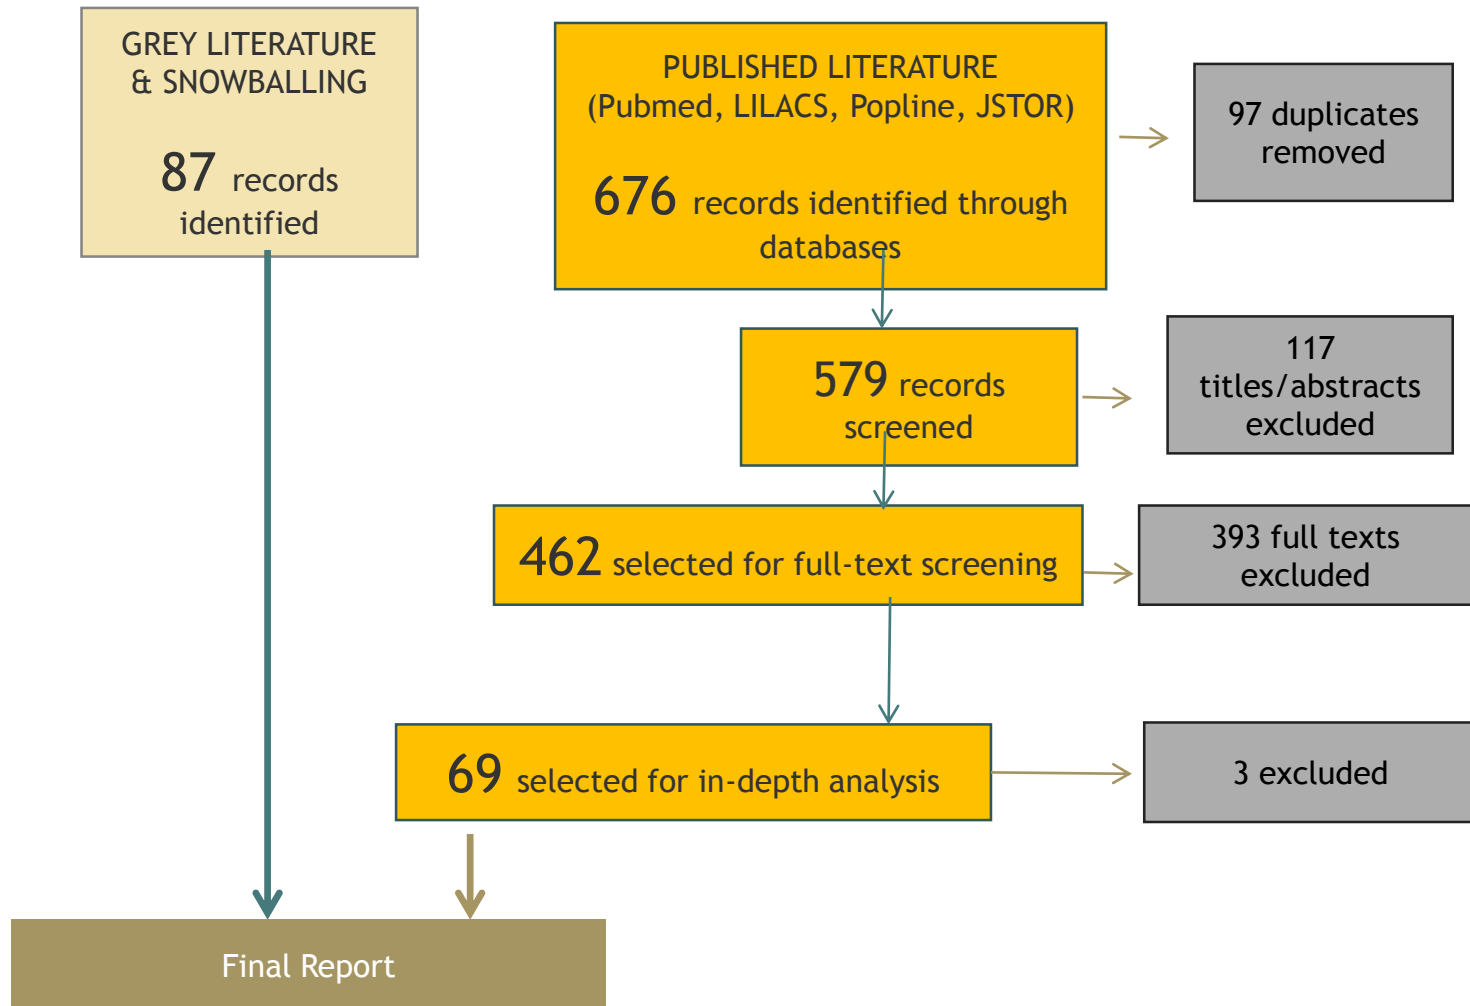 GREY LITERATURE
& SNOWBALLING
87 records
identified
PUBLISHED LITERATURE
(Pubmed, LILACS, Popline, JSTOR)
676 records identified through
databases
97 duplicates
removed
579 records
screened
117
titles/abstracts
excluded
462 selected for full-text screening
393 full texts
excluded
69 selected for in-depth analysis
3 excluded
Final Report